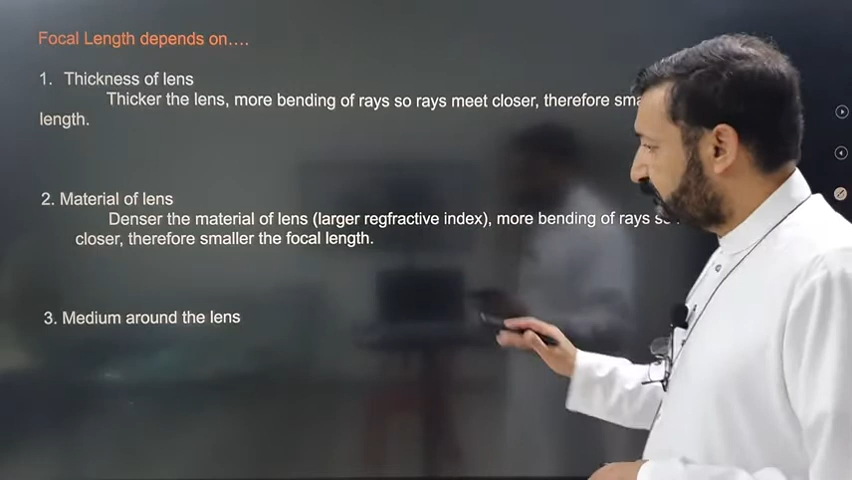 Focal Length depends on....
1. Thickness of lens
Thicker the lens, more bending of rays so rays meet closer, therefore
length.
2. Material of lens
Denser the material of lens (larger regfractive index), more bending of rays
closer, therefore smaller the focal length.
3. Medium around the lens